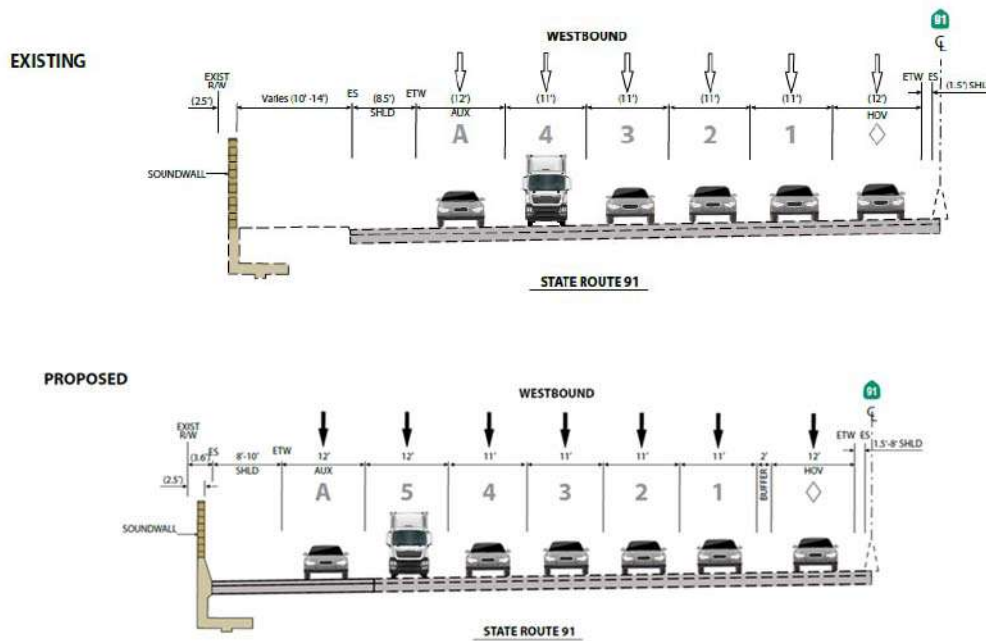 91
WESTBOUND
℄
EXISTING
EXIST
R/W
ETW ES
(2.5') Varies (10' -14') ES (8.5') ETW (12') (11') (11') (11') (11') (12') (1.5') SHLD
SHLD AUX HOV
A 4 3 2 1 ◇
SOUNDWALL
STATE ROUTE 91
PROPOSED
91
WESTBOUND
℄
EXIST
R/W
ETW ES
(3.6') ES 8'-10' ETW 12' 12' 11' 11' 11' 11' 2' 12' 1.5'-8' SHLD
SHLD AUX BUFFER HOV
(2.5') A 5 4 3 2 1 ◇
SOUNDWALL
STATE ROUTE 91